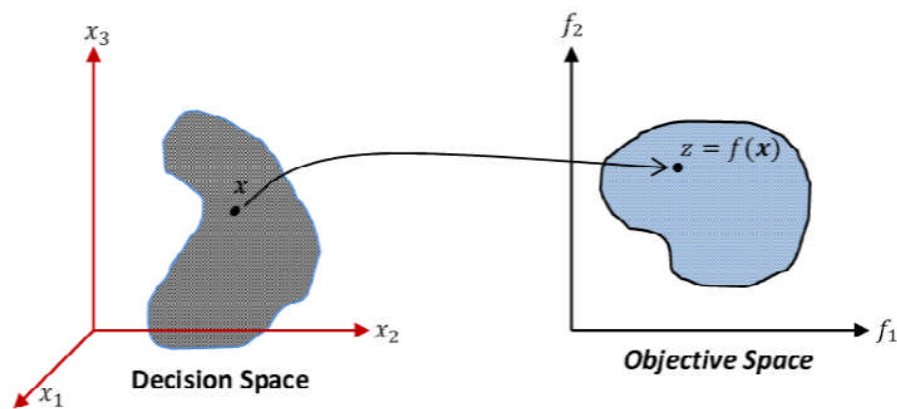 x₃
x
x₂
x₁
Decision Space
f₂
z = f(x)
f₁
Objective Space